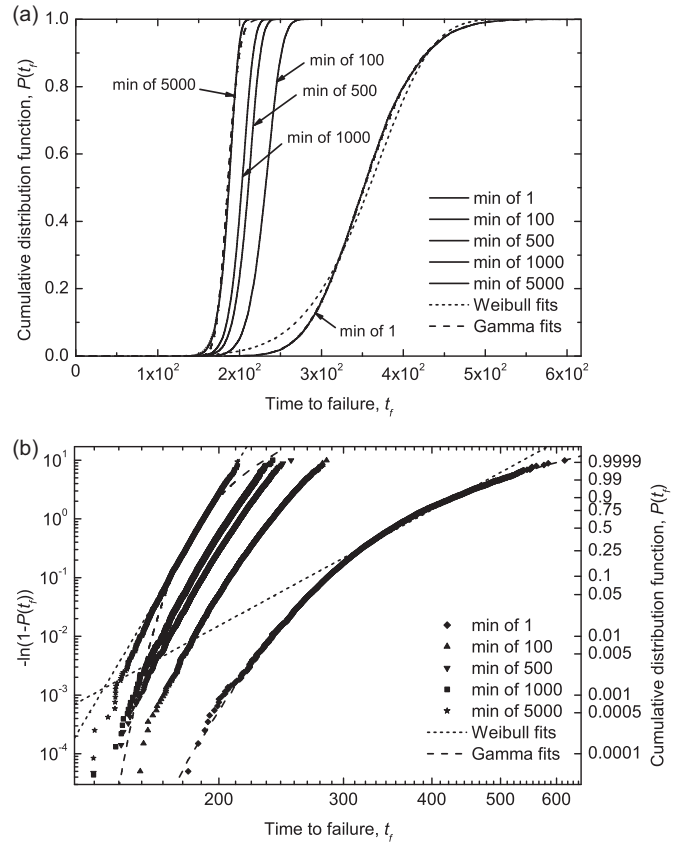 (a)
Cumulative distribution function, P(t_f)
1.0
0.8
0.6
0.4
0.2
0.0
min of 5000
min of 100
min of 500
min of 1000
min of 1
min of 1
min of 100
min of 500
min of 1000
min of 5000
Weibull fits
Gamma fits
0 1x10² 2x10² 3x10² 4x10² 5x10² 6x10²
Time to failure, t_f
(b)
-ln(1-P(t_f))
10¹
10⁰
10⁻¹
10⁻²
10⁻³
10⁻⁴
0.9999
0.99
0.9
0.75
0.5
0.25
0.1
0.05
0.01
0.005
0.001
0.0005
0.0001
Cumulative distribution function, P(t_f)
min of 1
min of 100
min of 500
min of 1000
min of 5000
Weibull fits
Gamma fits
200 300 400 500 600
Time to failure, t_f